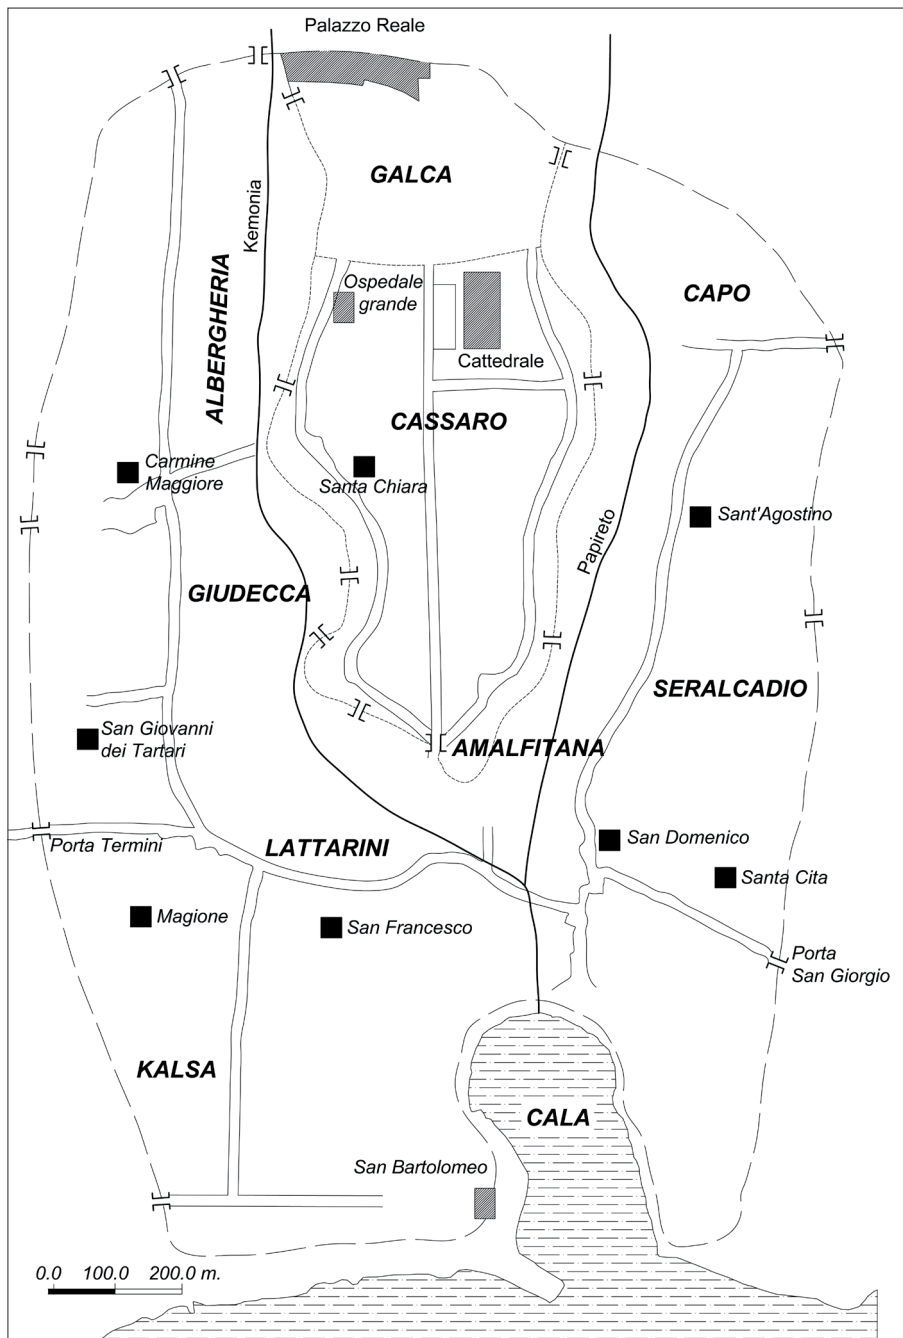 Palazzo Reale
GALCA
Kemonia
ALBERGHERIA
Ospedale
grande
CAPO
Cattedrale
CASSARO
Carmine
Maggiore
Santa Chiara
Sant'Agostino
Papireto
GIUDECCA
SERALCADIO
San Giovanni
dei Tartari
AMALFITANA
Porta Termini
LATTARINI
San Domenico
Santa Cita
Magione
San Francesco
Porta
San Giorgio
KALSA
CALA
San Bartolomeo
0.0 100.0 200.0 m.